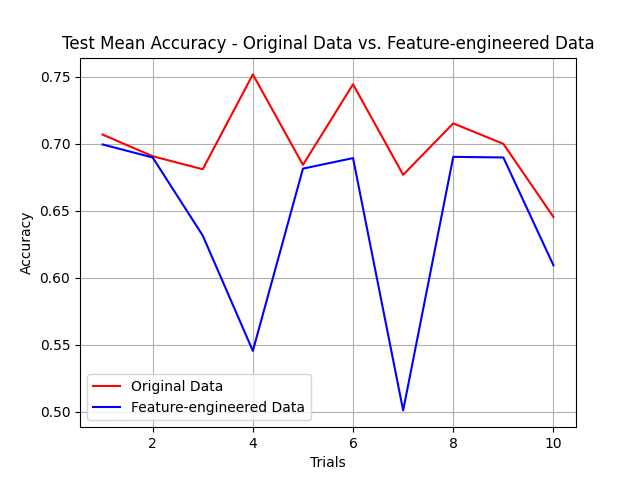 Test Mean Accuracy - Original Data vs. Feature-engineered Data
0.75
0.70
0.65
0.60
0.55
0.50
Accuracy
Original Data
Feature-engineered Data
2 4 6 8 10
Trials